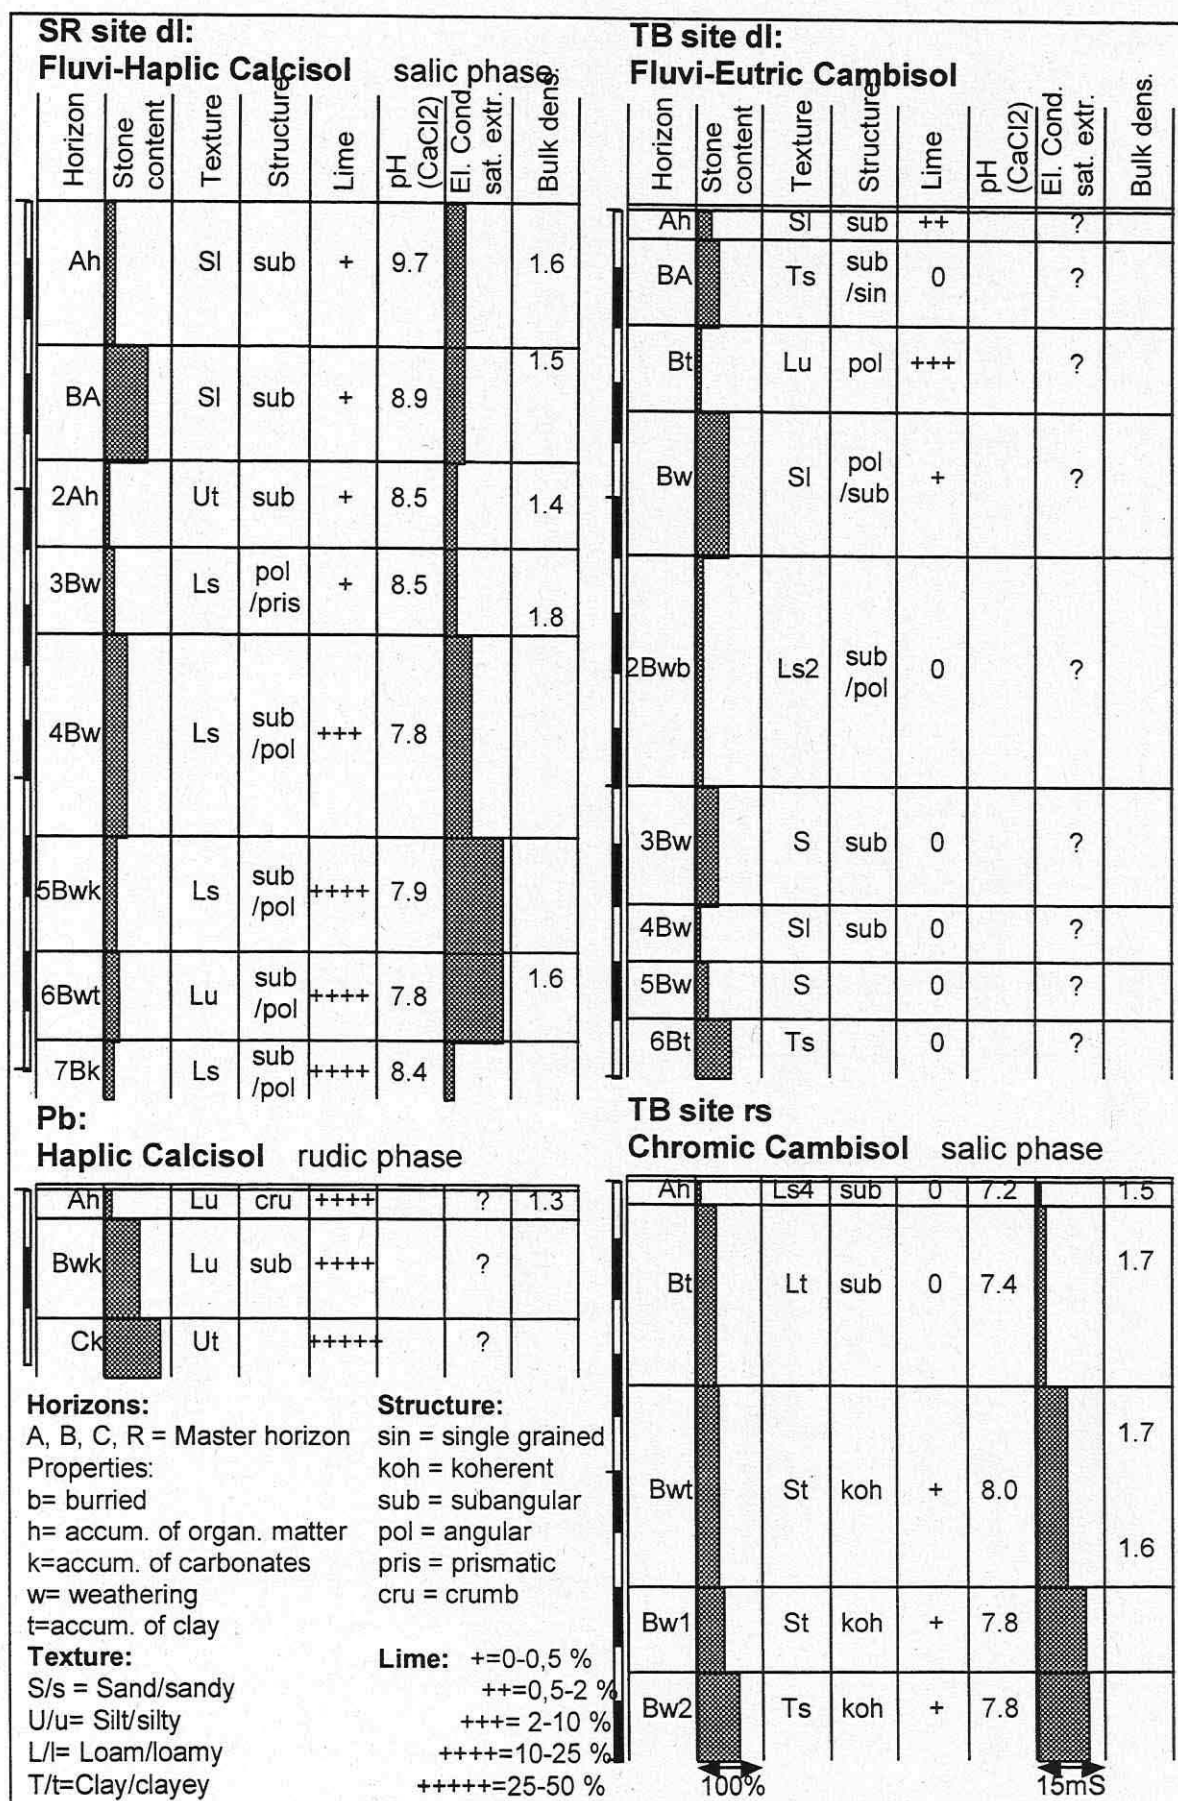 SR site dl:
Fluvi-Haplic Calcisol salic phase
Horizon Stone content Texture Structure Lime pH (CaCl2) El. Cond. sat. extr. Bulk dens.
Ah Sl sub + 9.7 1.6
BA Sl sub + 8.9 1.5
2Ah Ut sub + 8.5 1.4
3Bw Ls pol /pris + 8.5 1.8
4Bw Ls sub /pol +++ 7.8
5Bwk Ls sub /pol ++++ 7.9
6Bwt Lu sub /pol ++++ 7.8 1.6
7Bk Ls sub /pol ++++ 8.4
TB site dl:
Fluvi-Eutric Cambisol
Horizon Stone content Texture Structure Lime pH (CaCl2) El. Cond. sat. extr. Bulk dens.
Ah Sl sub ++ ?
BA Ts sub /sin 0 ?
Bt Lu pol +++ ?
Bw Sl pol /sub + ?
2Bwb Ls2 sub /pol 0 ?
3Bw S sub 0 ?
4Bw Sl sub 0 ?
5Bw S 0 ?
6Bt Ts 0 ?
Pb:
Haplic Calcisol rudic phase
Ah Lu cru ++++ ? 1.3
Bwk Lu sub ++++ ?
Ck Ut +++++ ?
TB site rs
Chromic Cambisol salic phase
Ah Ls4 sub 0 7.2 1.5
Bt Lt sub 0 7.4 1.7
Bwt St koh + 8.0 1.7 1.6
Bw1 St koh + 7.8
Bw2 Ts koh + 7.8
100% 15mS
Horizons:
A, B, C, R = Master horizon
Properties:
b= burried
h= accum. of organ. matter
k=accum. of carbonates
w= weathering
t=accum. of clay
Texture:
S/s = Sand/sandy
U/u= Silt/silty
L/l= Loam/loamy
T/t=Clay/clayey
Structure:
sin = single grained
koh = koherent
sub = subangular
pol = angular
pris = prismatic
cru = crumb
Lime: +=0-0,5 %
++=0,5-2 %
+++= 2-10 %
++++=10-25 %
+++++=25-50 %